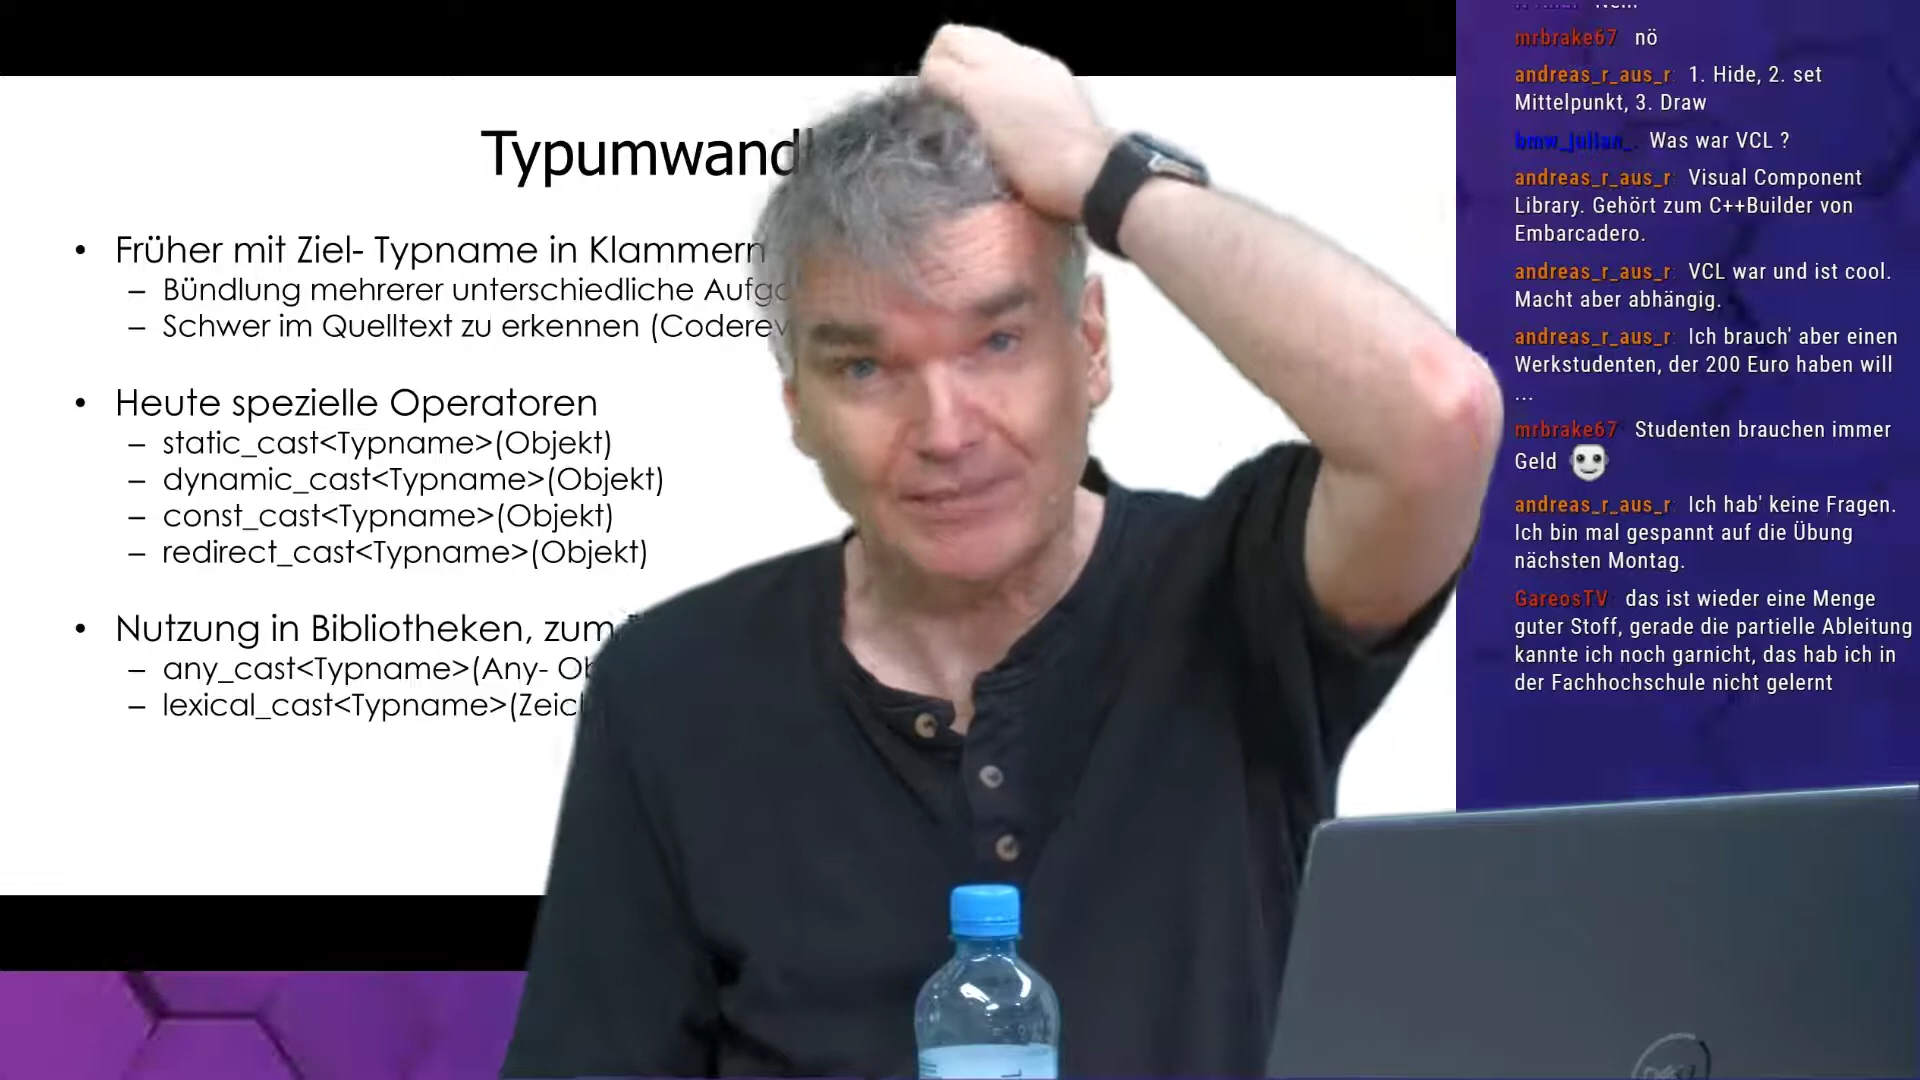 Typumwandl
• Früher mit Ziel- Typname in Klammern
– Bündlung mehrerer unterschiedliche Aufga
– Schwer im Quelltext zu erkennen (Coderev
• Heute spezielle Operatoren
– static_cast<Typname>(Objekt)
– dynamic_cast<Typname>(Objekt)
– const_cast<Typname>(Objekt)
– redirect_cast<Typname>(Objekt)
• Nutzung in Bibliotheken, zum
– any_cast<Typname>(Any- Ob
– lexical_cast<Typname>(Zeic
mrbrake67 nö
andreas_r_aus_r: 1. Hide, 2. set
Mittelpunkt, 3. Draw
bmw_julian_: Was war VCL ?
andreas_r_aus_r: Visual Component
Library. Gehört zum C++Builder von
Embarcadero.
andreas_r_aus_r: VCL war und ist cool.
Macht aber abhängig.
andreas_r_aus_r: Ich brauch' aber einen
Werkstudenten, der 200 Euro haben will
...
mrbrake67 Studenten brauchen immer
Geld
andreas_r_aus_r: Ich hab' keine Fragen.
Ich bin mal gespannt auf die Übung
nächsten Montag.
GareosTV: das ist wieder eine Menge
guter Stoff, gerade die partielle Ableitung
kannte ich noch garnicht, das hab ich in
der Fachhochschule nicht gelernt
DELL